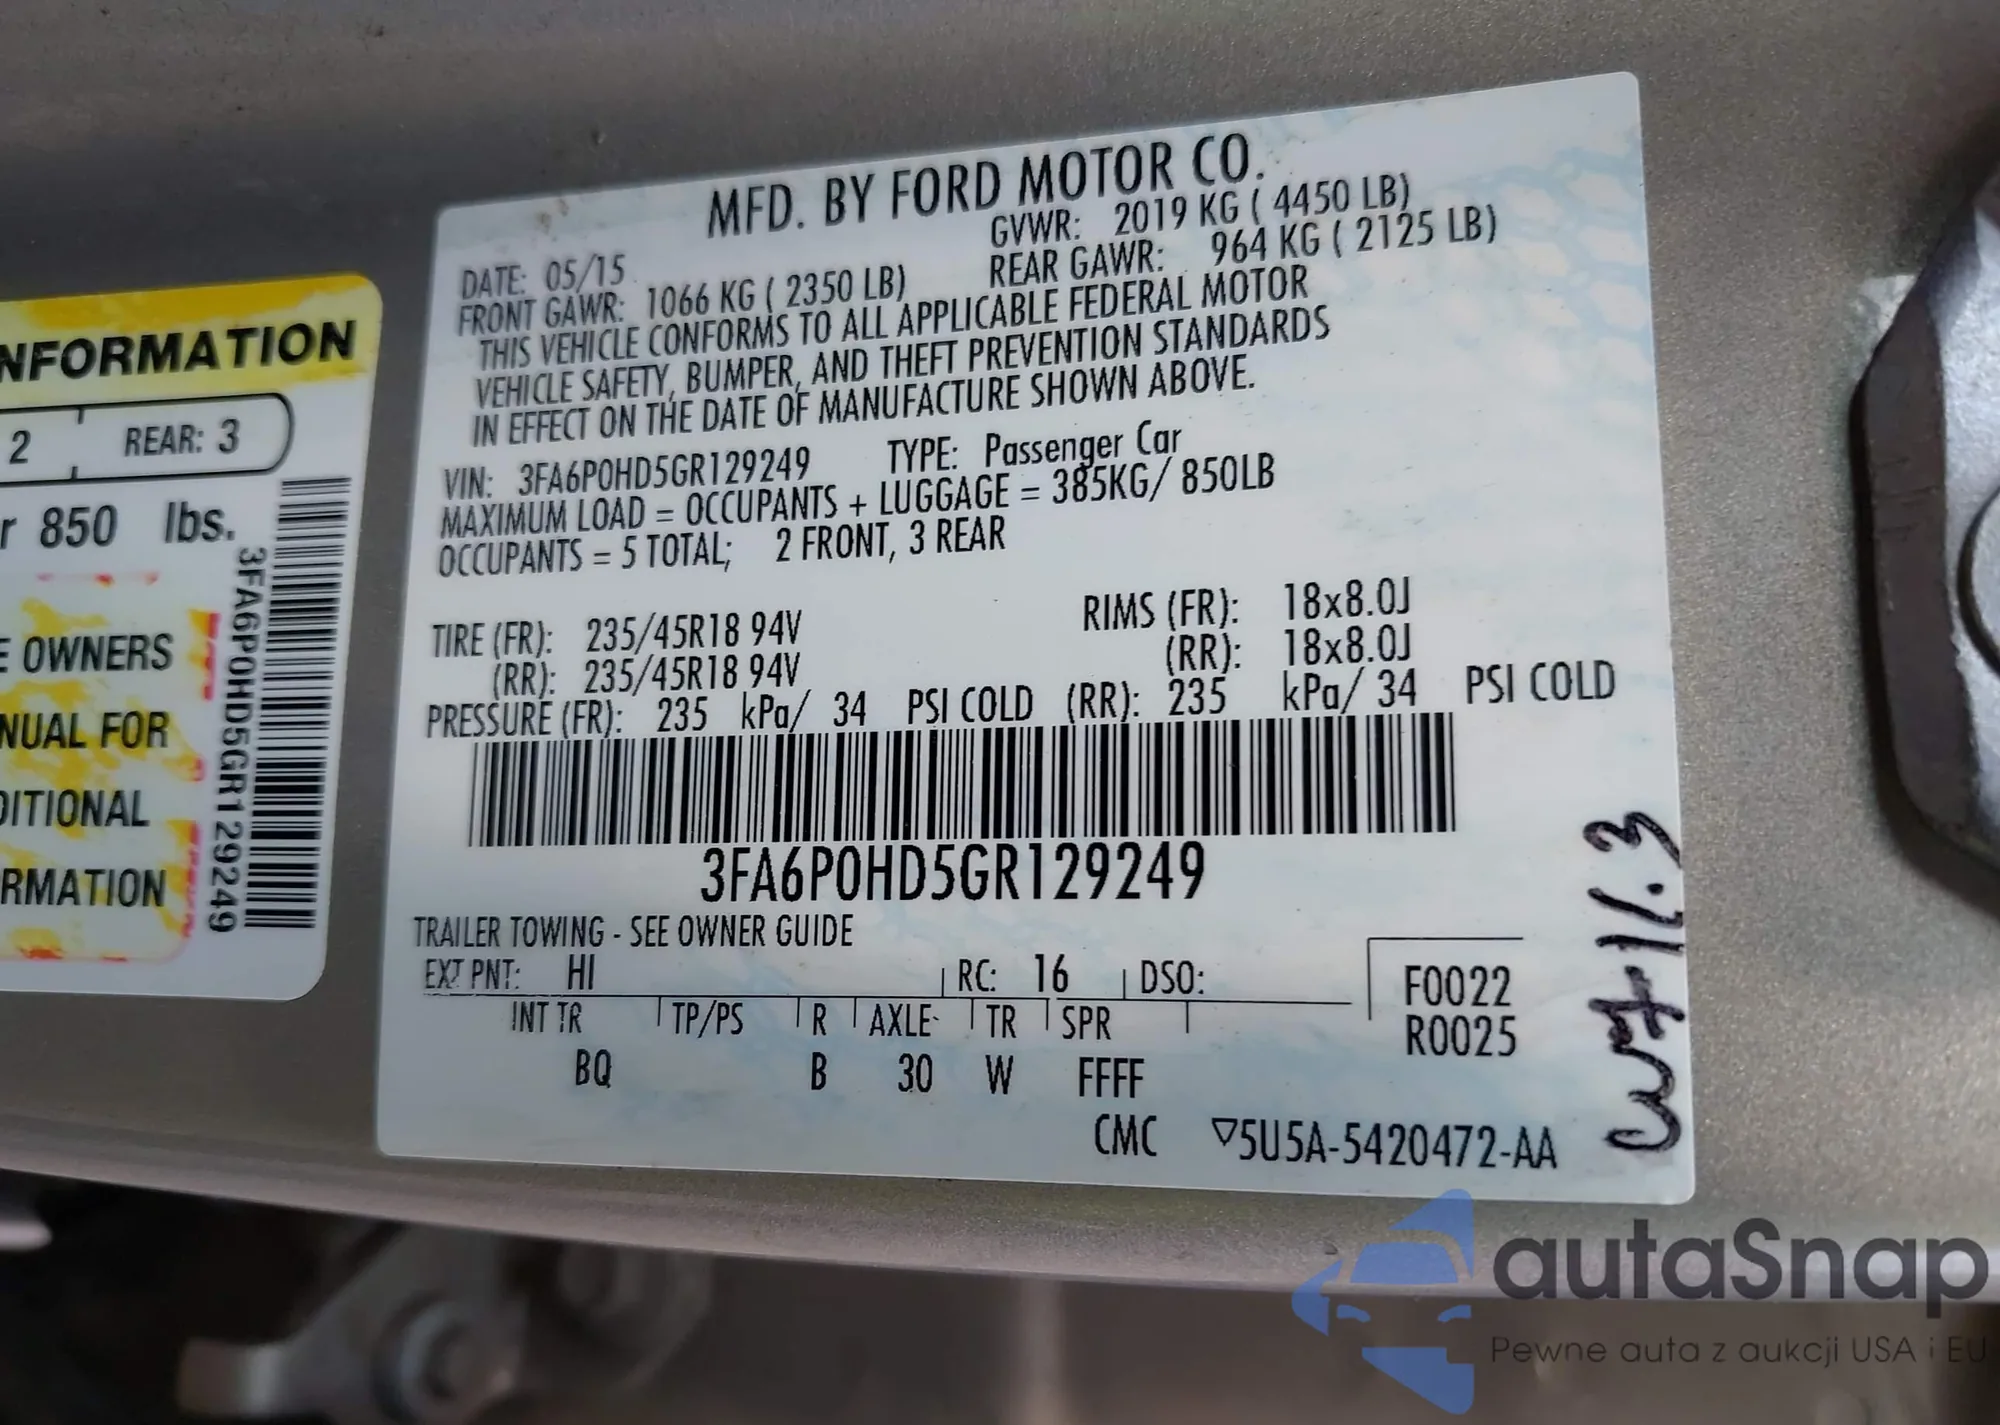 NFORMATION
2 REAR: 3
r 850 lbs.
E OWNERS
NUAL FOR
DITIONAL
RMATION
3FA6P0HD5GR129249
MFD. BY FORD MOTOR CO.
DATE: 05/15 GVWR: 2019 KG ( 4450 LB)
FRONT GAWR: 1066 KG ( 2350 LB) REAR GAWR: 964 KG ( 2125 LB)
THIS VEHICLE CONFORMS TO ALL APPLICABLE FEDERAL MOTOR
VEHICLE SAFETY, BUMPER, AND THEFT PREVENTION STANDARDS
IN EFFECT ON THE DATE OF MANUFACTURE SHOWN ABOVE.
VIN: 3FA6P0HD5GR129249 TYPE: Passenger Car
MAXIMUM LOAD = OCCUPANTS + LUGGAGE = 385KG/ 850LB
OCCUPANTS = 5 TOTAL; 2 FRONT, 3 REAR
TIRE (FR): 235/45R18 94V RIMS (FR): 18x8.0J
(RR): 235/45R18 94V (RR): 18x8.0J
PRESSURE (FR): 235 kPa/ 34 PSI COLD (RR): 235 kPa/ 34 PSI COLD
3FA6P0HD5GR129249
TRAILER TOWING - SEE OWNER GUIDE
EXT PNT: HI RC: 16 DSO: F0022
INT TR TP/PS R AXLE TR SPR R0025
BQ B 30 W FFFF
CMC ▽5U5A-5420472-AA
autaSnap
Pewne auta z aukcji USA i EU